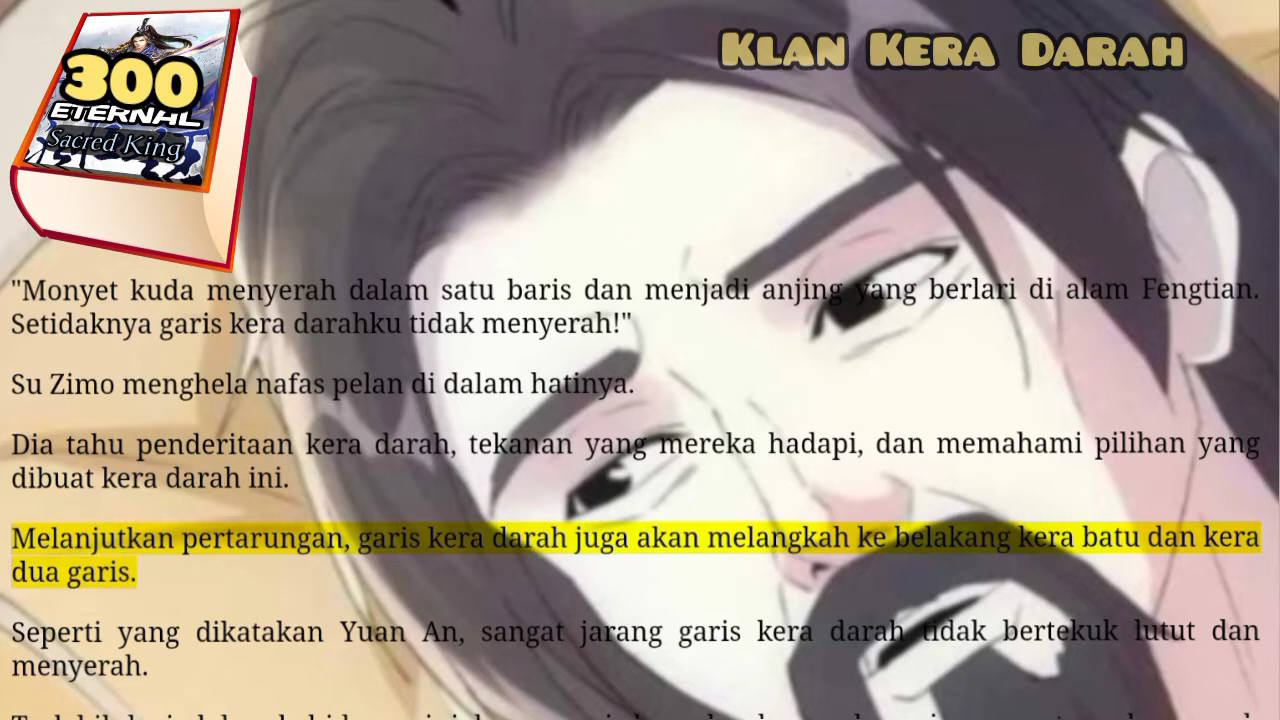 300
ETERNAL
Sacred King
KLAN KERA DARAH
"Monyet kuda menyerah dalam satu baris dan menjadi anjing yang berlari di alam Fengtian.
Setidaknya garis kera darahku tidak menyerah!"
Su Zimo menghela nafas pelan di dalam hatinya.
Dia tahu penderitaan kera darah, tekanan yang mereka hadapi, dan memahami pilihan yang
dibuat kera darah ini.
Melanjutkan pertarungan, garis kera darah juga akan melangkah ke belakang kera batu dan kera
dua garis.
Seperti yang dikatakan Yuan An, sangat jarang garis kera darah tidak bertekuk lutut dan
menyerah.